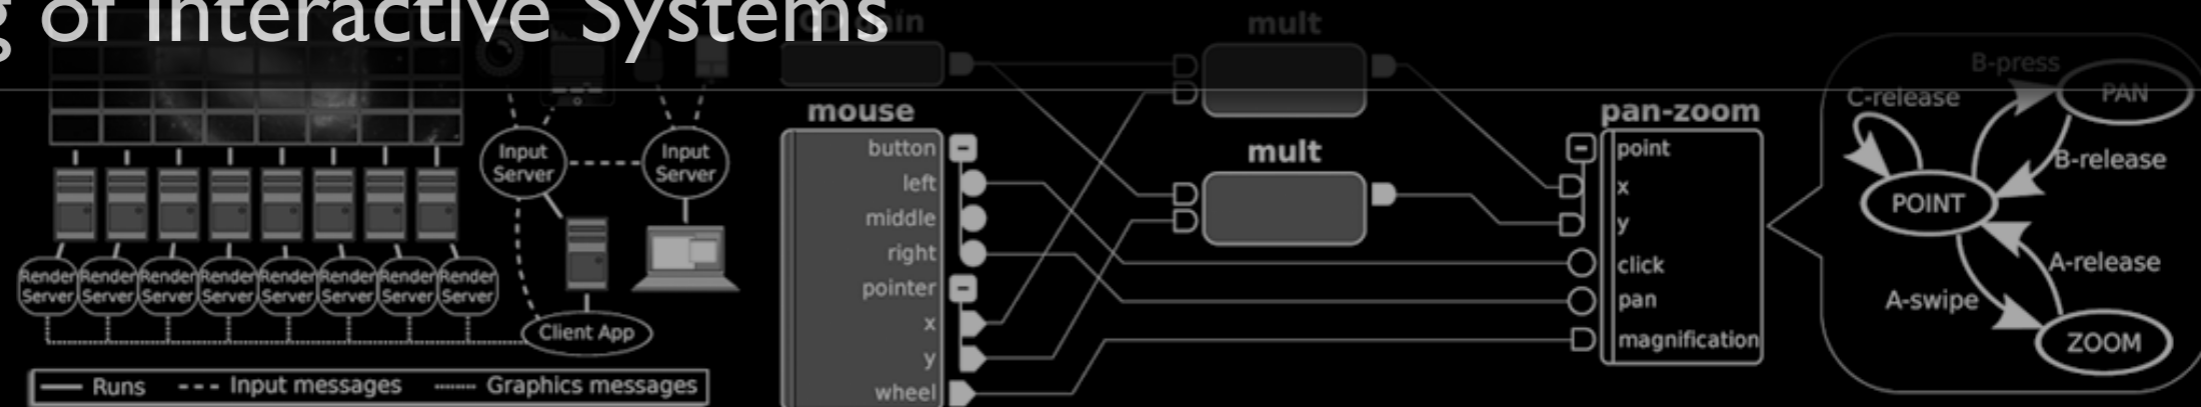 of Interactive Systems
mult
Input
Server
Input
Server
Render
Server
Render
Server
Render
Server
Render
Server
Render
Server
Render
Server
Render
Server
Render
Server
Client App
Runs
Input messages
Graphics messages
mouse
button
left
middle
right
pointer
x
y
wheel
mult
pan-zoom
point
x
y
click
pan
magnification
B-press
PAN
C-release
B-release
POINT
A-release
A-swipe
ZOOM